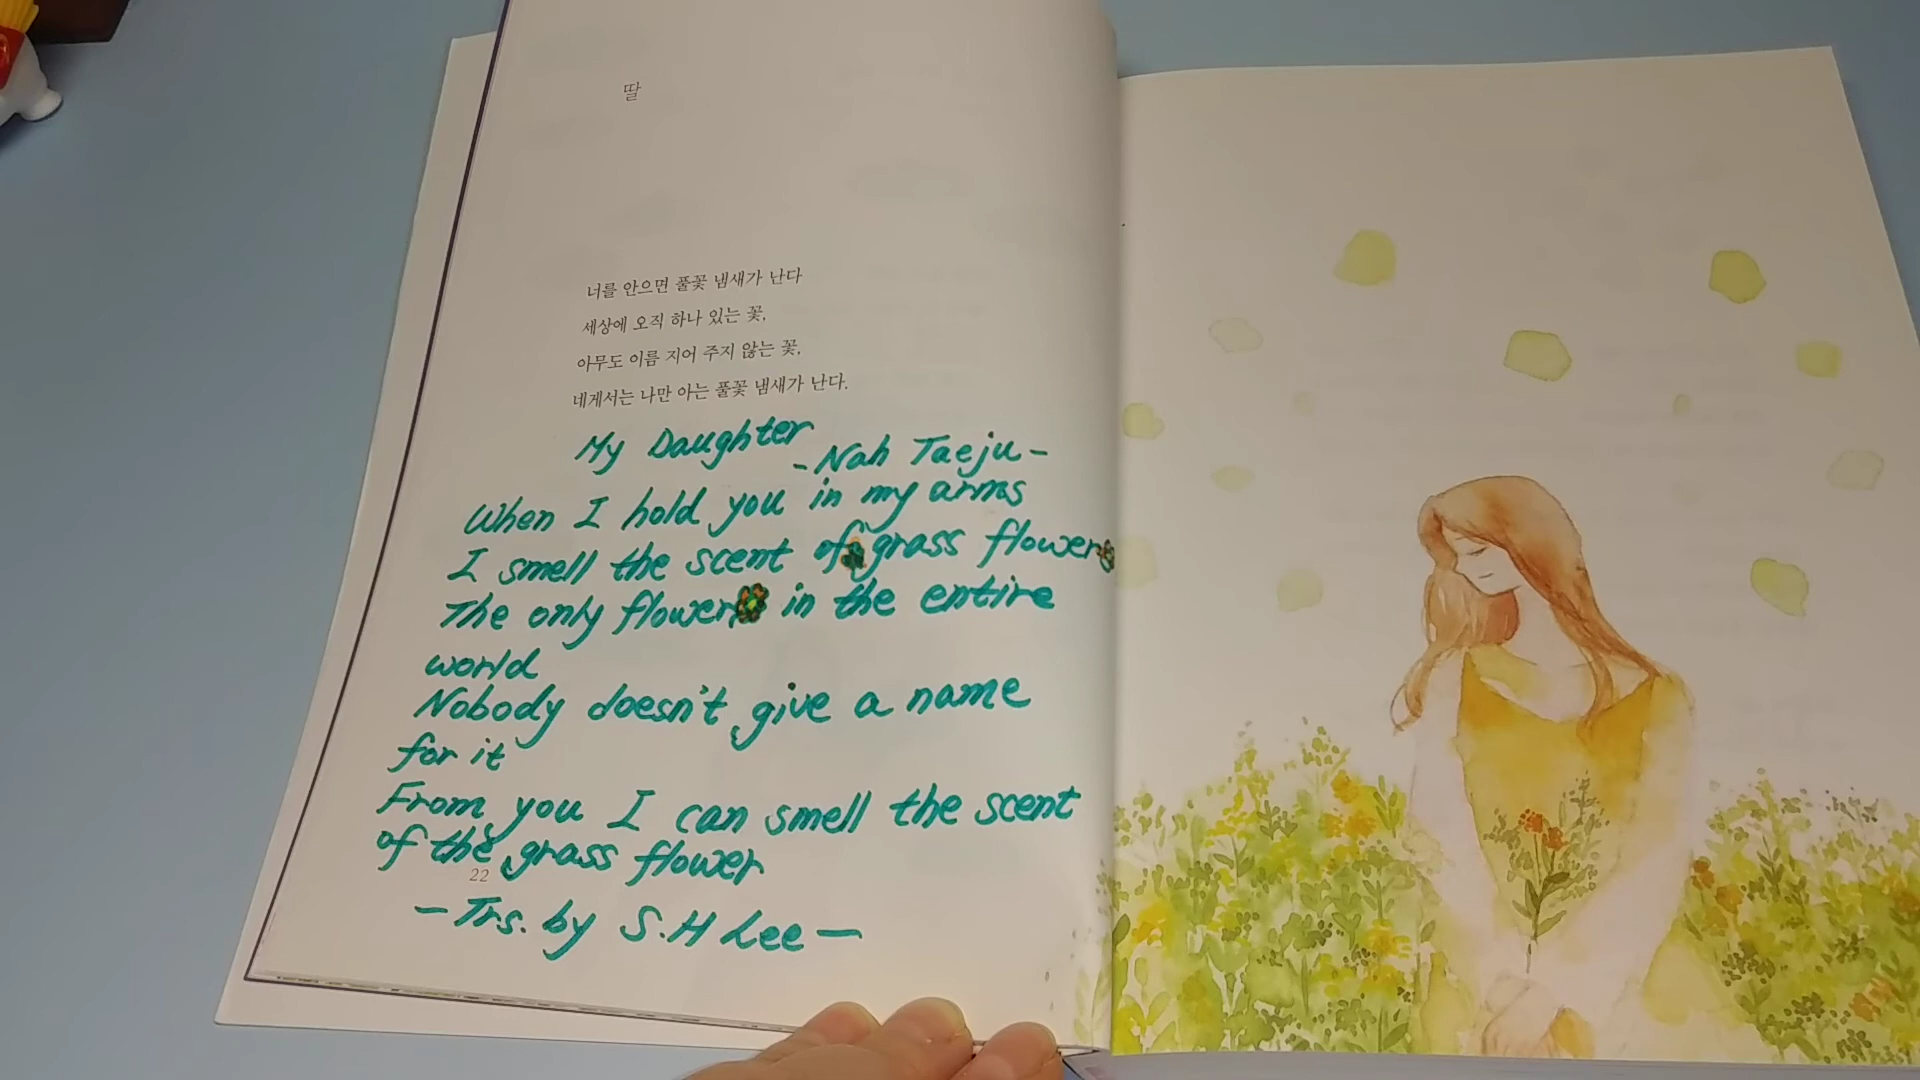 딸
너를 안으면 풀꽃 냄새가 난다
세상에 오직 하나 있는 꽃,
아무도 이름 지어 주지 않는 꽃,
네게서는 나만 아는 풀꽃 냄새가 난다.
My Daughter
-Nah Taeju-
When I hold you in my arms
I smell the scent of grass flower
The only flower in the entire
world
Nobody doesn't give a name
for it
From you I can smell the scent
of the grass flower
22
-Trs. by S.H Lee-